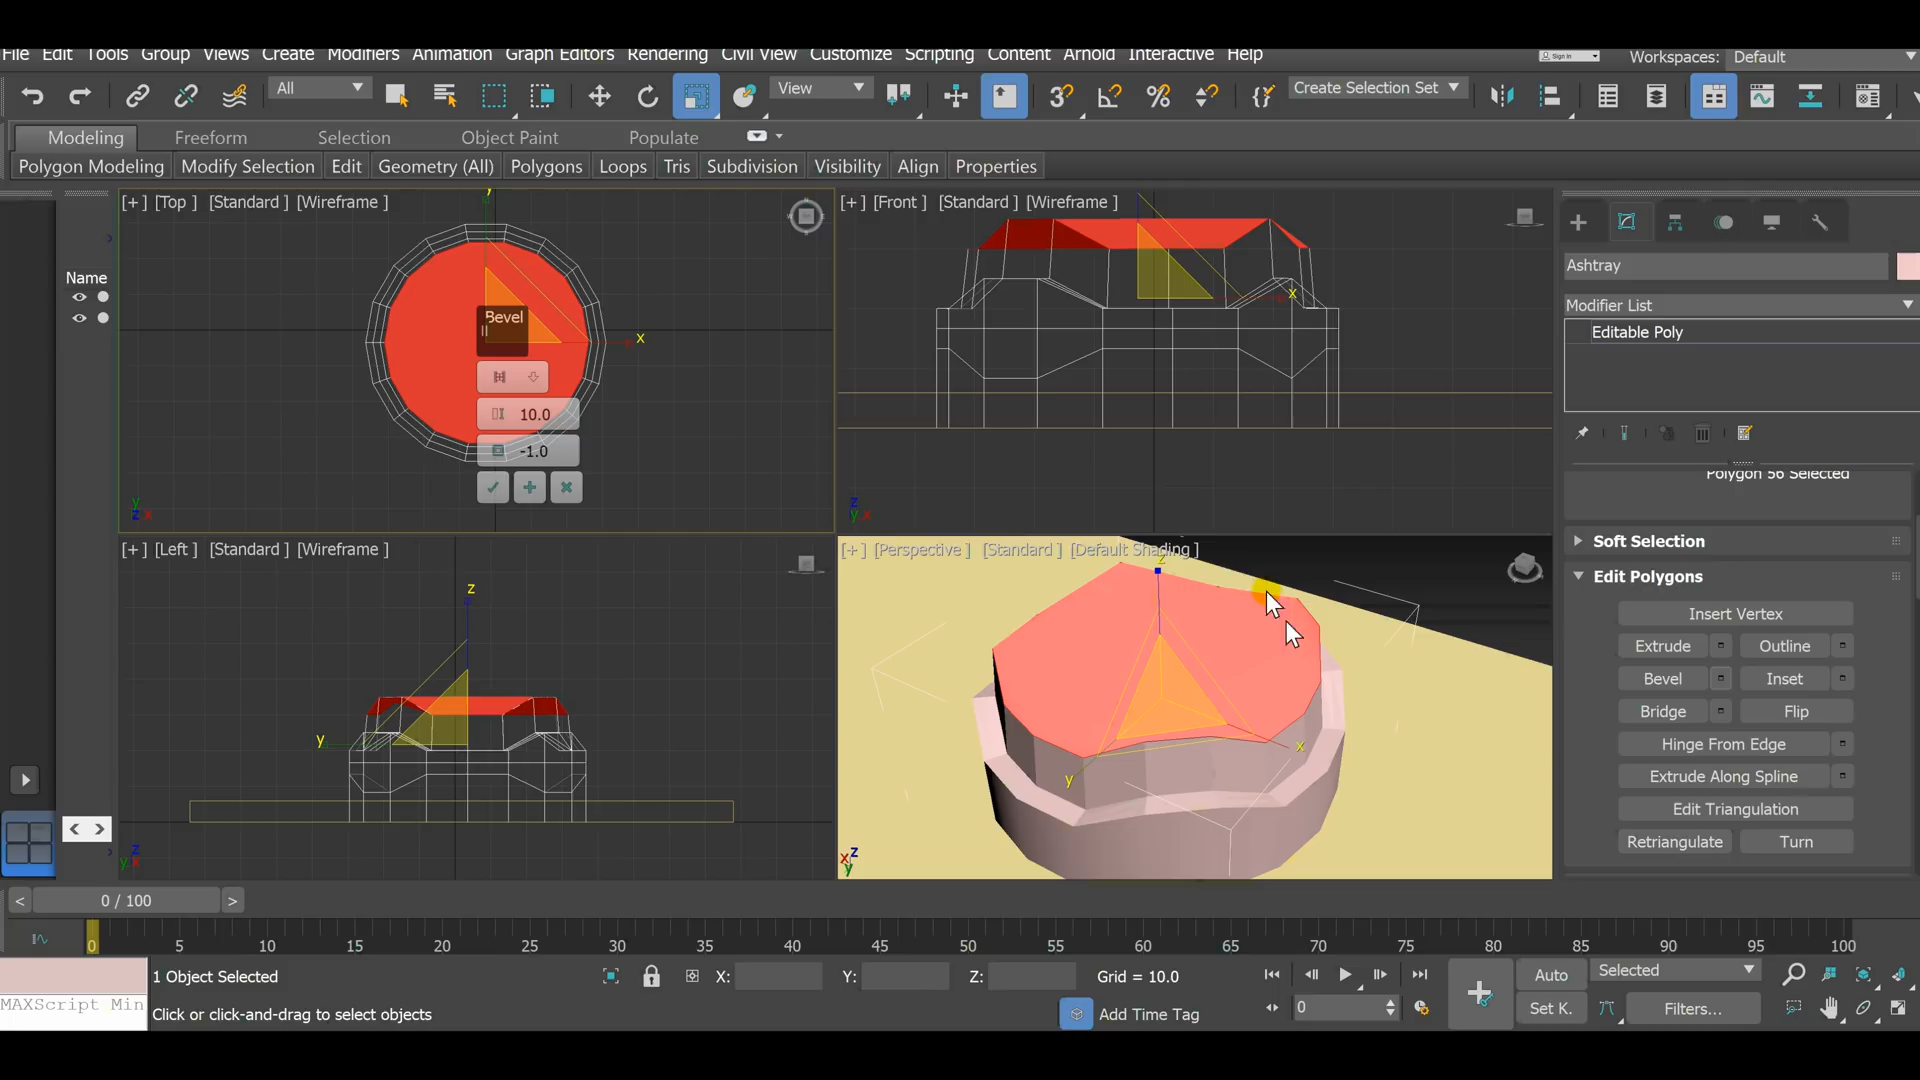 File Edit Tools Group Views Create Modifiers Animation Graph Editors Rendering Civil View Customize Scripting Content Arnold Interactive Help
Sign In Workspaces: Default
All View Create Selection Set
Modeling Freeform Selection Object Paint Populate
Polygon Modeling Modify Selection Edit Geometry (All) Polygons Loops Tris Subdivision Visibility Align Properties
[+] [Top ] [Standard ] [Wireframe ]
[+] [Front ] [Standard ] [Wireframe ]
Name
y
x
Bevel
10.0
-1.0
y
z x
x
z
y x
Ashtray
Modifier List
Editable Poly
Polygon 56 Selected
Soft Selection
Edit Polygons
Insert Vertex
Extrude Outline
Bevel Inset
Bridge Flip
Hinge From Edge
Extrude Along Spline
Edit Triangulation
Retriangulate Turn
[+] [Left ] [Standard ] [Wireframe ]
[+] [Perspective ] [Standard ] [Default Shading ]
z
y
z
y x
z
x
y
x z
y
< 0 / 100 >
0 5 10 15 20 25 30 35 40 45 50 55 60 65 70 75 80 85 90 95 100
1 Object Selected X: Y: Z: Grid = 10.0 Auto Selected
MAXScript Min Click or click-and-drag to select objects Add Time Tag 0 Set K. Filters...